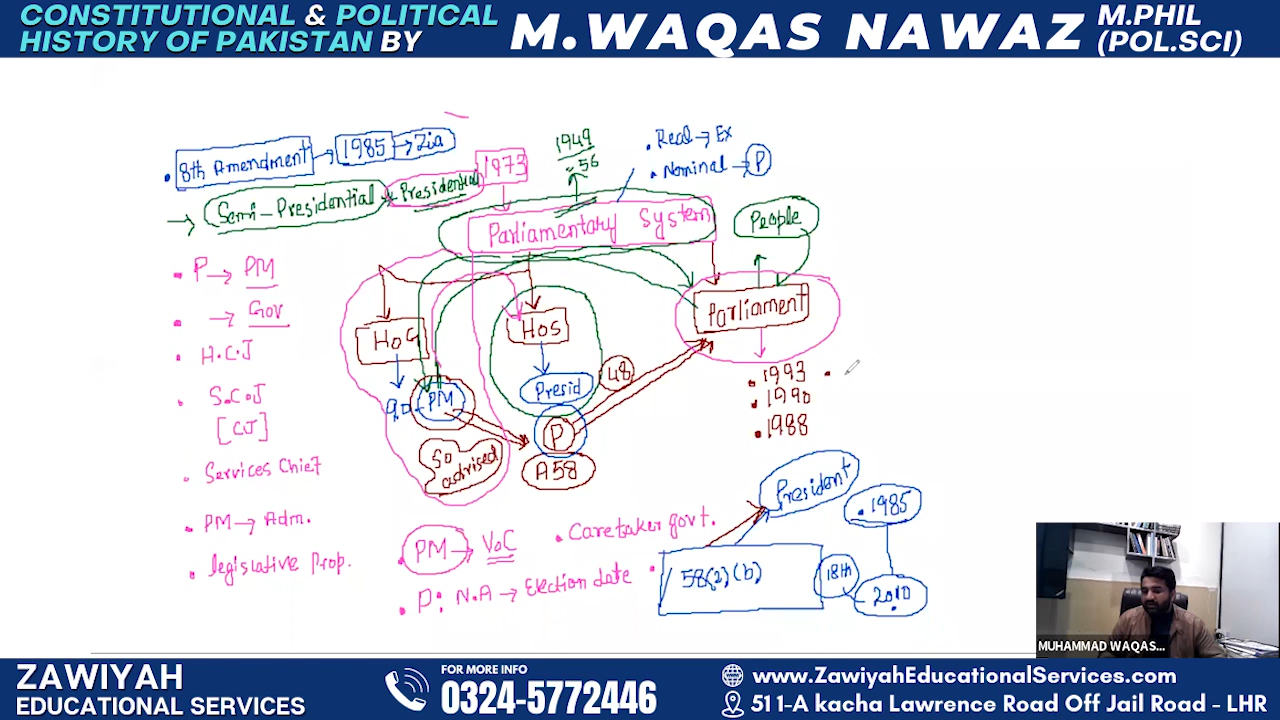 CONSTITUTIONAL & POLITICAL
HISTORY OF PAKISTAN BY
M.WAQAS NAWAZ
M.PHIL
(POL.SCI)
8th Amendment → 1985 → Zia
→ Semi-Presidential
Presidential
1973
1949
-56
. Real → Ex
. Nominal → P
Parliamentary System
People
. P → PM
. → Gov
. H.C.J
. S.C.J
[CJ]
. Services Chief
. PM → Adm.
. legislative Prop.
HoG
HoS
Parliament
90
PM
Presid
48
P
So advised
A58
. 1993 .
. 1990
. 1988
President
. 1985
. PM → VoC
. Caretaker govt.
. P: N.A → Election date
. 58(2)(b)
18th
2010
MUHAMMAD WAQAS...
ZAWIYAH
EDUCATIONAL SERVICES
FOR MORE INFO
0324-5772446
www.ZawiyahEducationalServices.com
511-A kacha Lawrence Road Off Jail Road - LHR